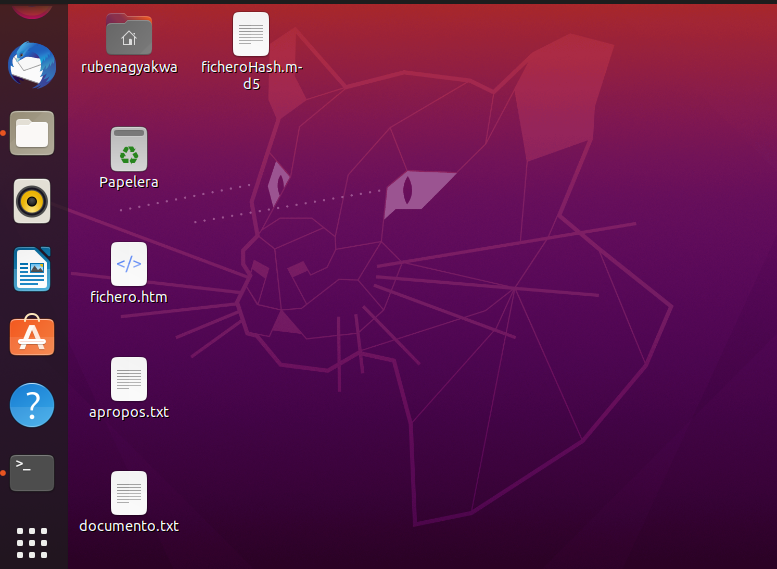 rubenagyakwa
ficheroHash.m-
d5
Papelera
</>
fichero.htm
apropos.txt
documento.txt
?
>_